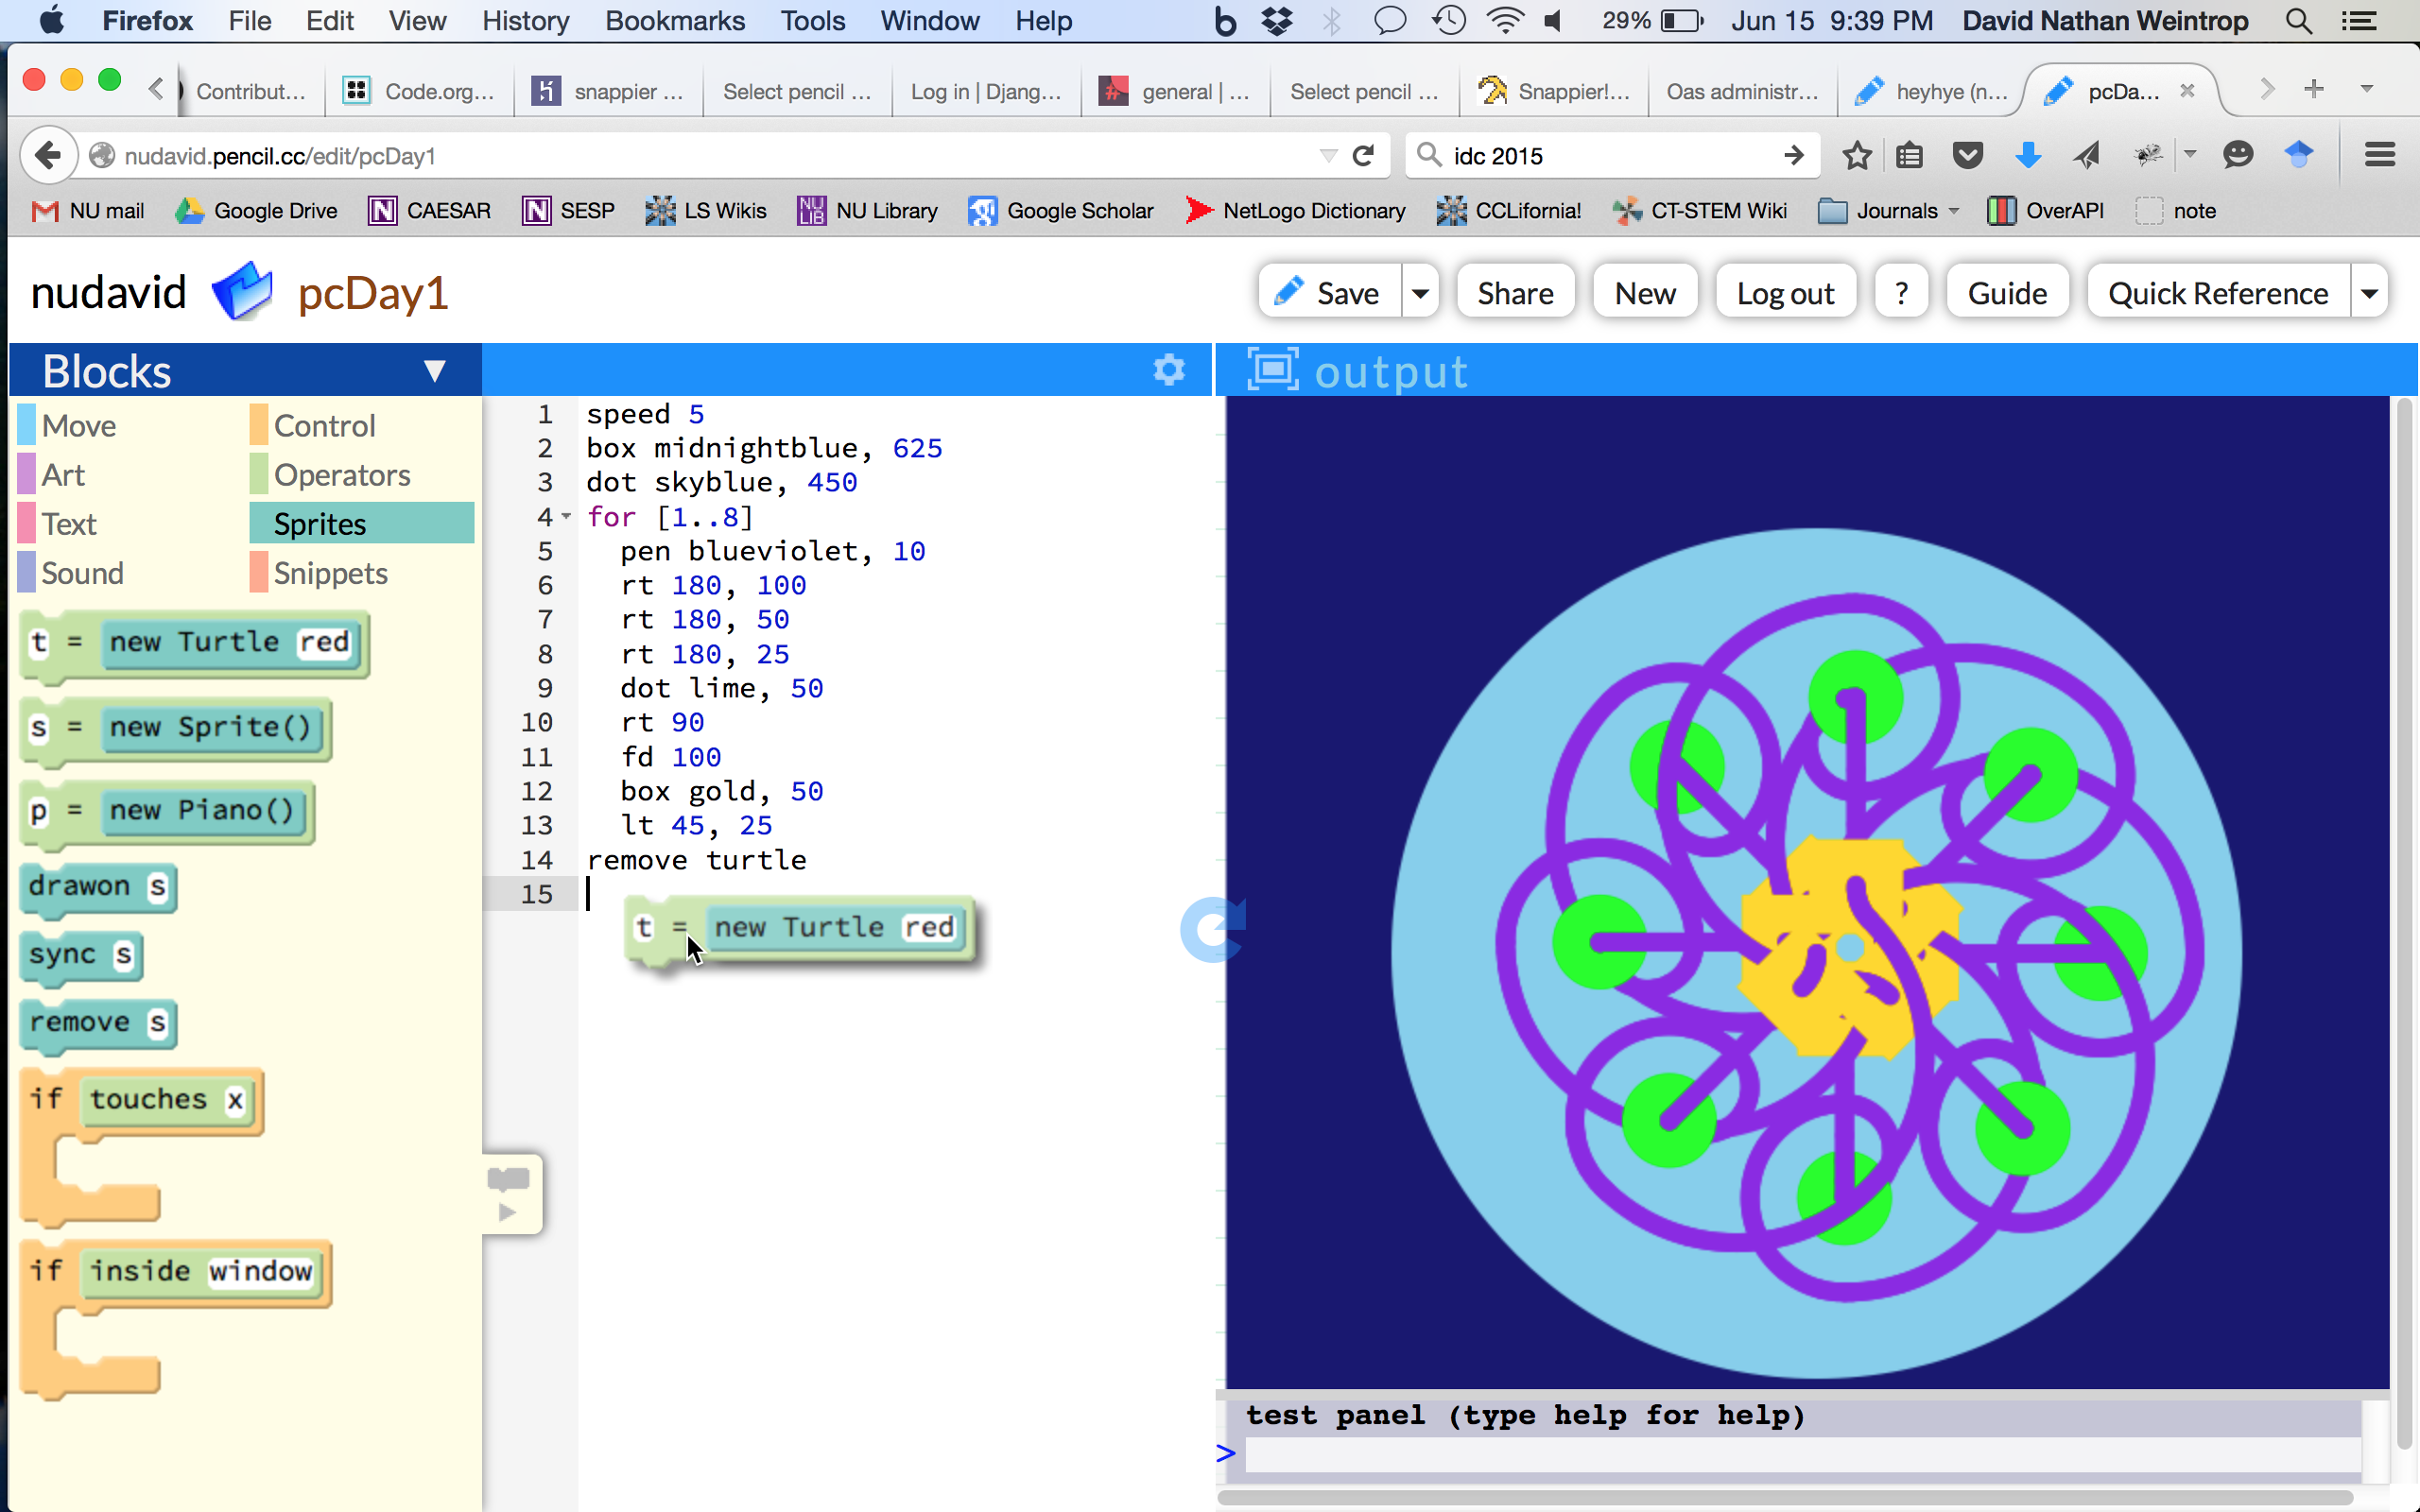 Firefox File Edit View History Bookmarks Tools Window Help b 29% Jun 15 9:39 PM David Nathan Weintrop
Contribut... Code.org... snappier ... Select pencil ... Log in | Djang... general | ... Select pencil ... Snappier!... Oas administr... heyhye (n... pcDa...
nudavid.pencil.cc/edit/pcDay1 idc 2015
NU mail Google Drive N CAESAR N SESP LS Wikis NU LIB NU Library Google Scholar NetLogo Dictionary CCLifornia! CT-STEM Wiki Journals OverAPI note
nudavid pcDay1 Save Share New Log out ? Guide Quick Reference
Blocks output
Move Control
Art Operators
Text Sprites
Sound Snippets
t = new Turtle red
s = new Sprite()
p = new Piano()
drawon s
sync s
remove s
if touches x
if inside window
1 speed 5
2 box midnightblue, 625
3 dot skyblue, 450
4 for [1..8]
5 pen blueviolet, 10
6 rt 180, 100
7 rt 180, 50
8 rt 180, 25
9 dot lime, 50
10 rt 90
11 fd 100
12 box gold, 50
13 lt 45, 25
14 remove turtle
15
t = new Turtle red
test panel (type help for help)
>